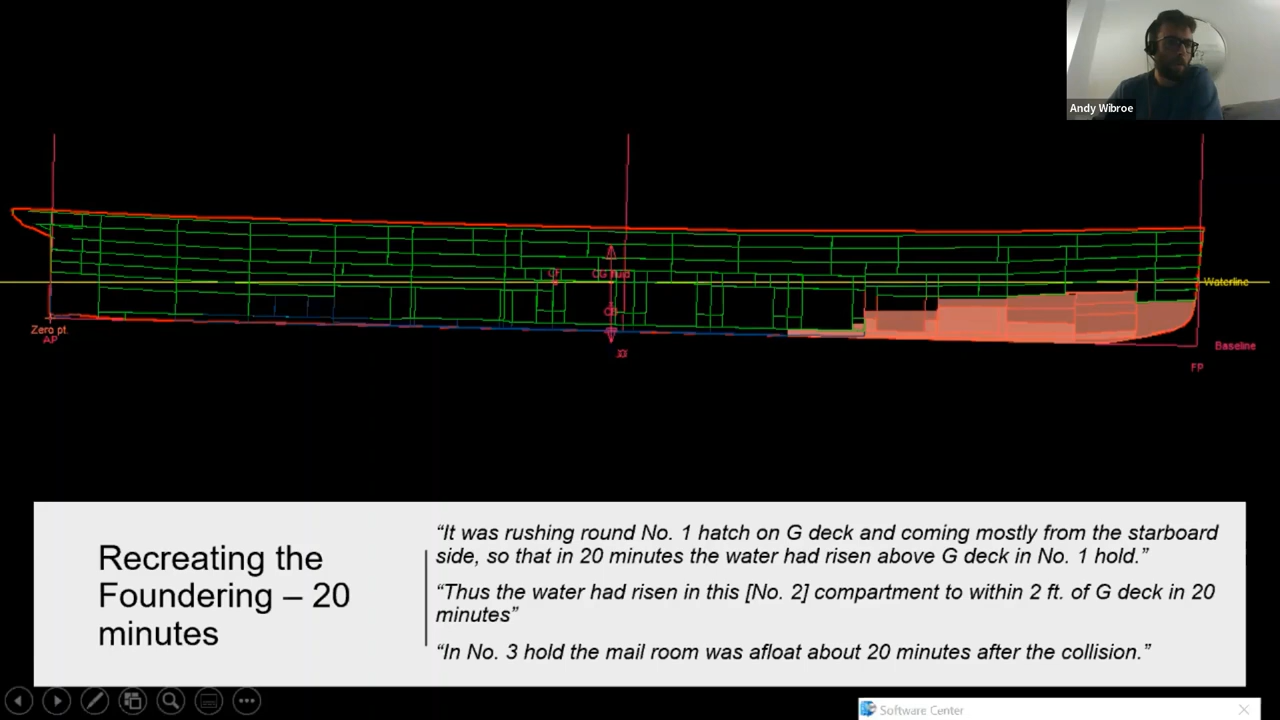 Andy Wibroe
CF
CG fluid
Waterline
CB
Zero pt.
AP
Baseline
FP
Recreating the
Foundering – 20
minutes
“It was rushing round No. 1 hatch on G deck and coming mostly from the starboard
side, so that in 20 minutes the water had risen above G deck in No. 1 hold.”
“Thus the water had risen in this [No. 2] compartment to within 2 ft. of G deck in 20
minutes”
“In No. 3 hold the mail room was afloat about 20 minutes after the collision.”
Software Center